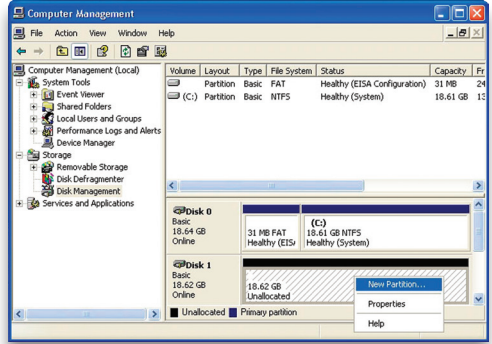 Computer Management
File Action View Window Help
Computer Management (Local)
System Tools
Event Viewer
Shared Folders
Local Users and Groups
Performance Logs and Alerts
Device Manager
Storage
Removable Storage
Disk Defragmenter
Disk Management
Services and Applications
Volume Layout Type File System Status Capacity Fr
Partition Basic FAT Healthy (EISA Configuration) 31 MB 24
(C:) Partition Basic NTFS Healthy (System) 18.61 GB 13
Disk 0
Basic
18.64 GB
Online
31 MB FAT
Healthy (EIS
(C:)
18.61 GB NTFS
Healthy (System)
Disk 1
Basic
18.62 GB
Online
18.62 GB
Unallocated
New Partition...
Properties
Help
Unallocated Primary partition